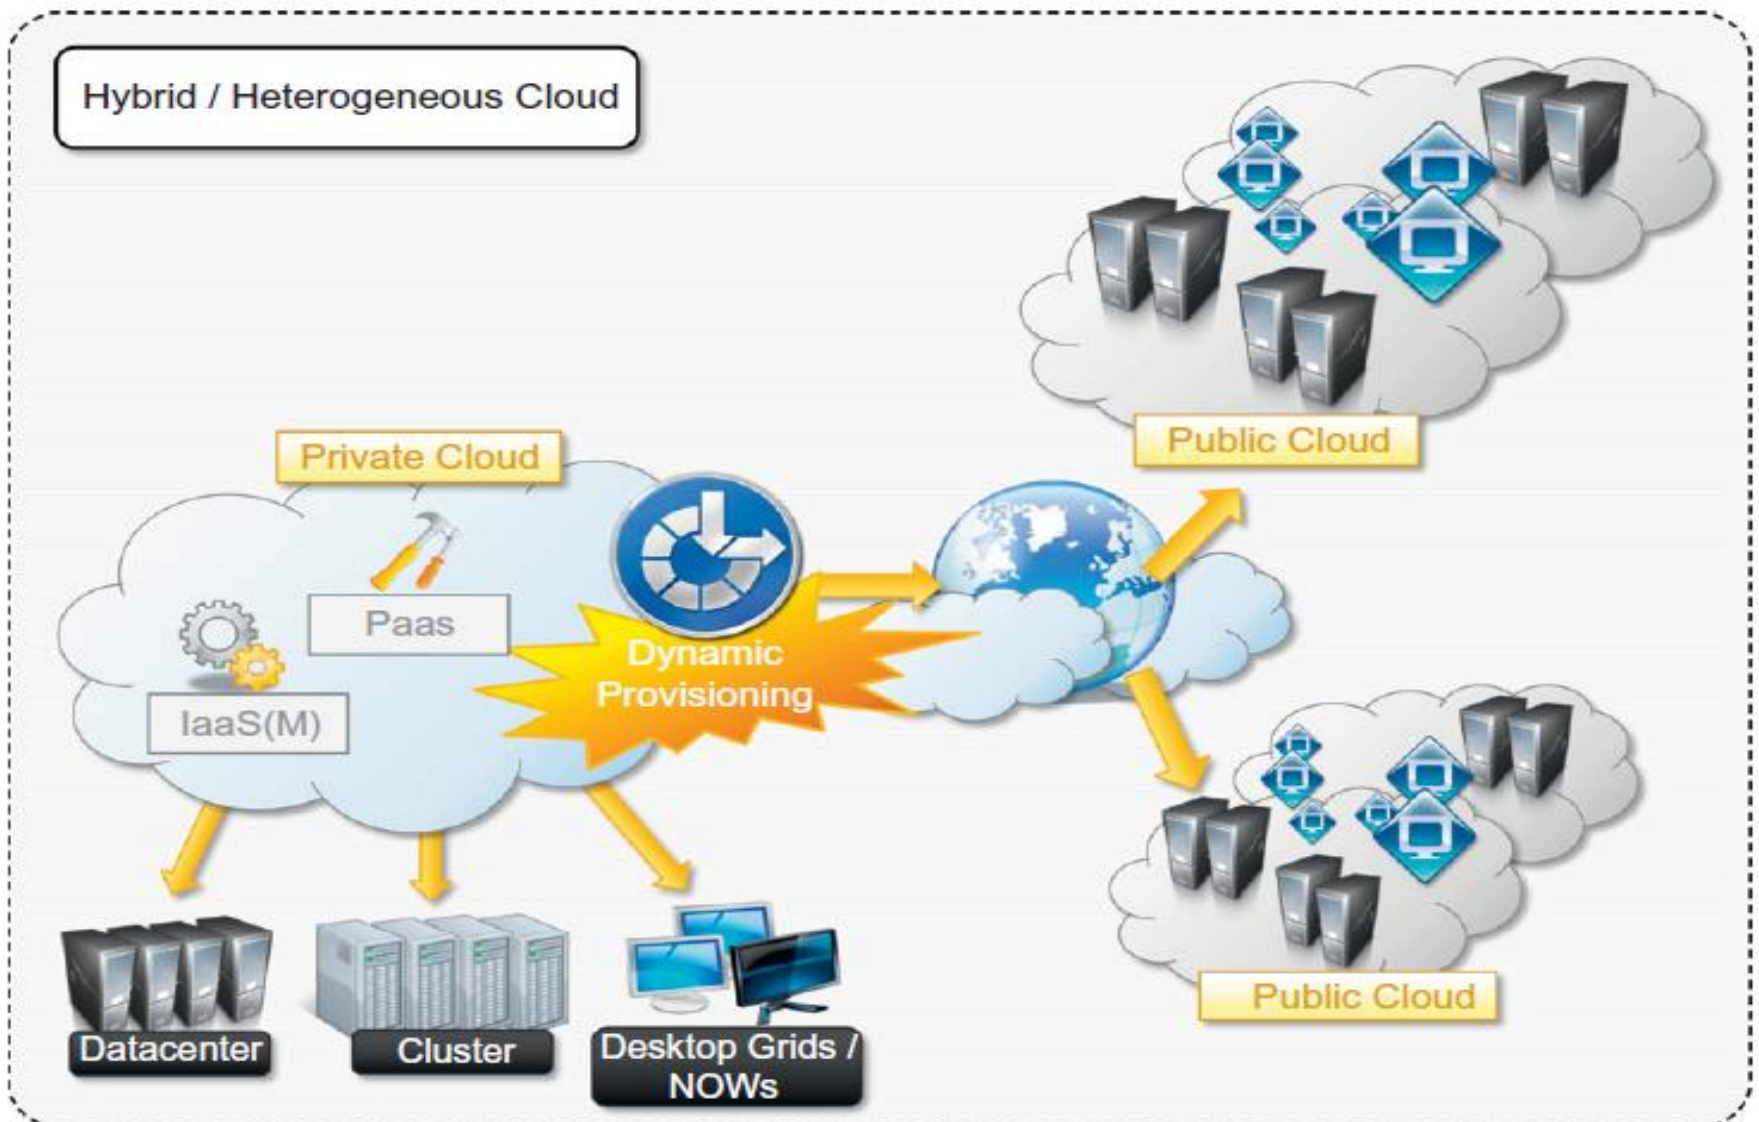 Hybrid / Heterogeneous Cloud
Public Cloud
Private Cloud
Paas
IaaS(M)
Dynamic
Provisioning
Public Cloud
Datacenter
Cluster
Desktop Grids /
NOWs